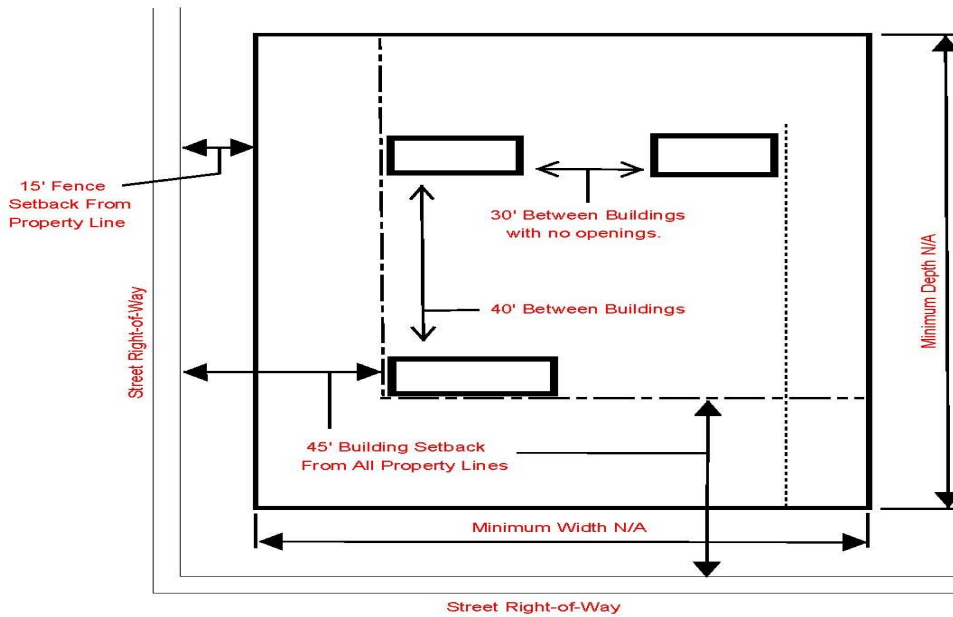 15' Fence
Setback From
Property Line
30' Between Buildings
with no openings.
Minimum Depth N/A
40' Between Buildings
Street Right-of-Way
45' Building Setback
From All Property Lines
Minimum Width N/A
Street Right-of-Way